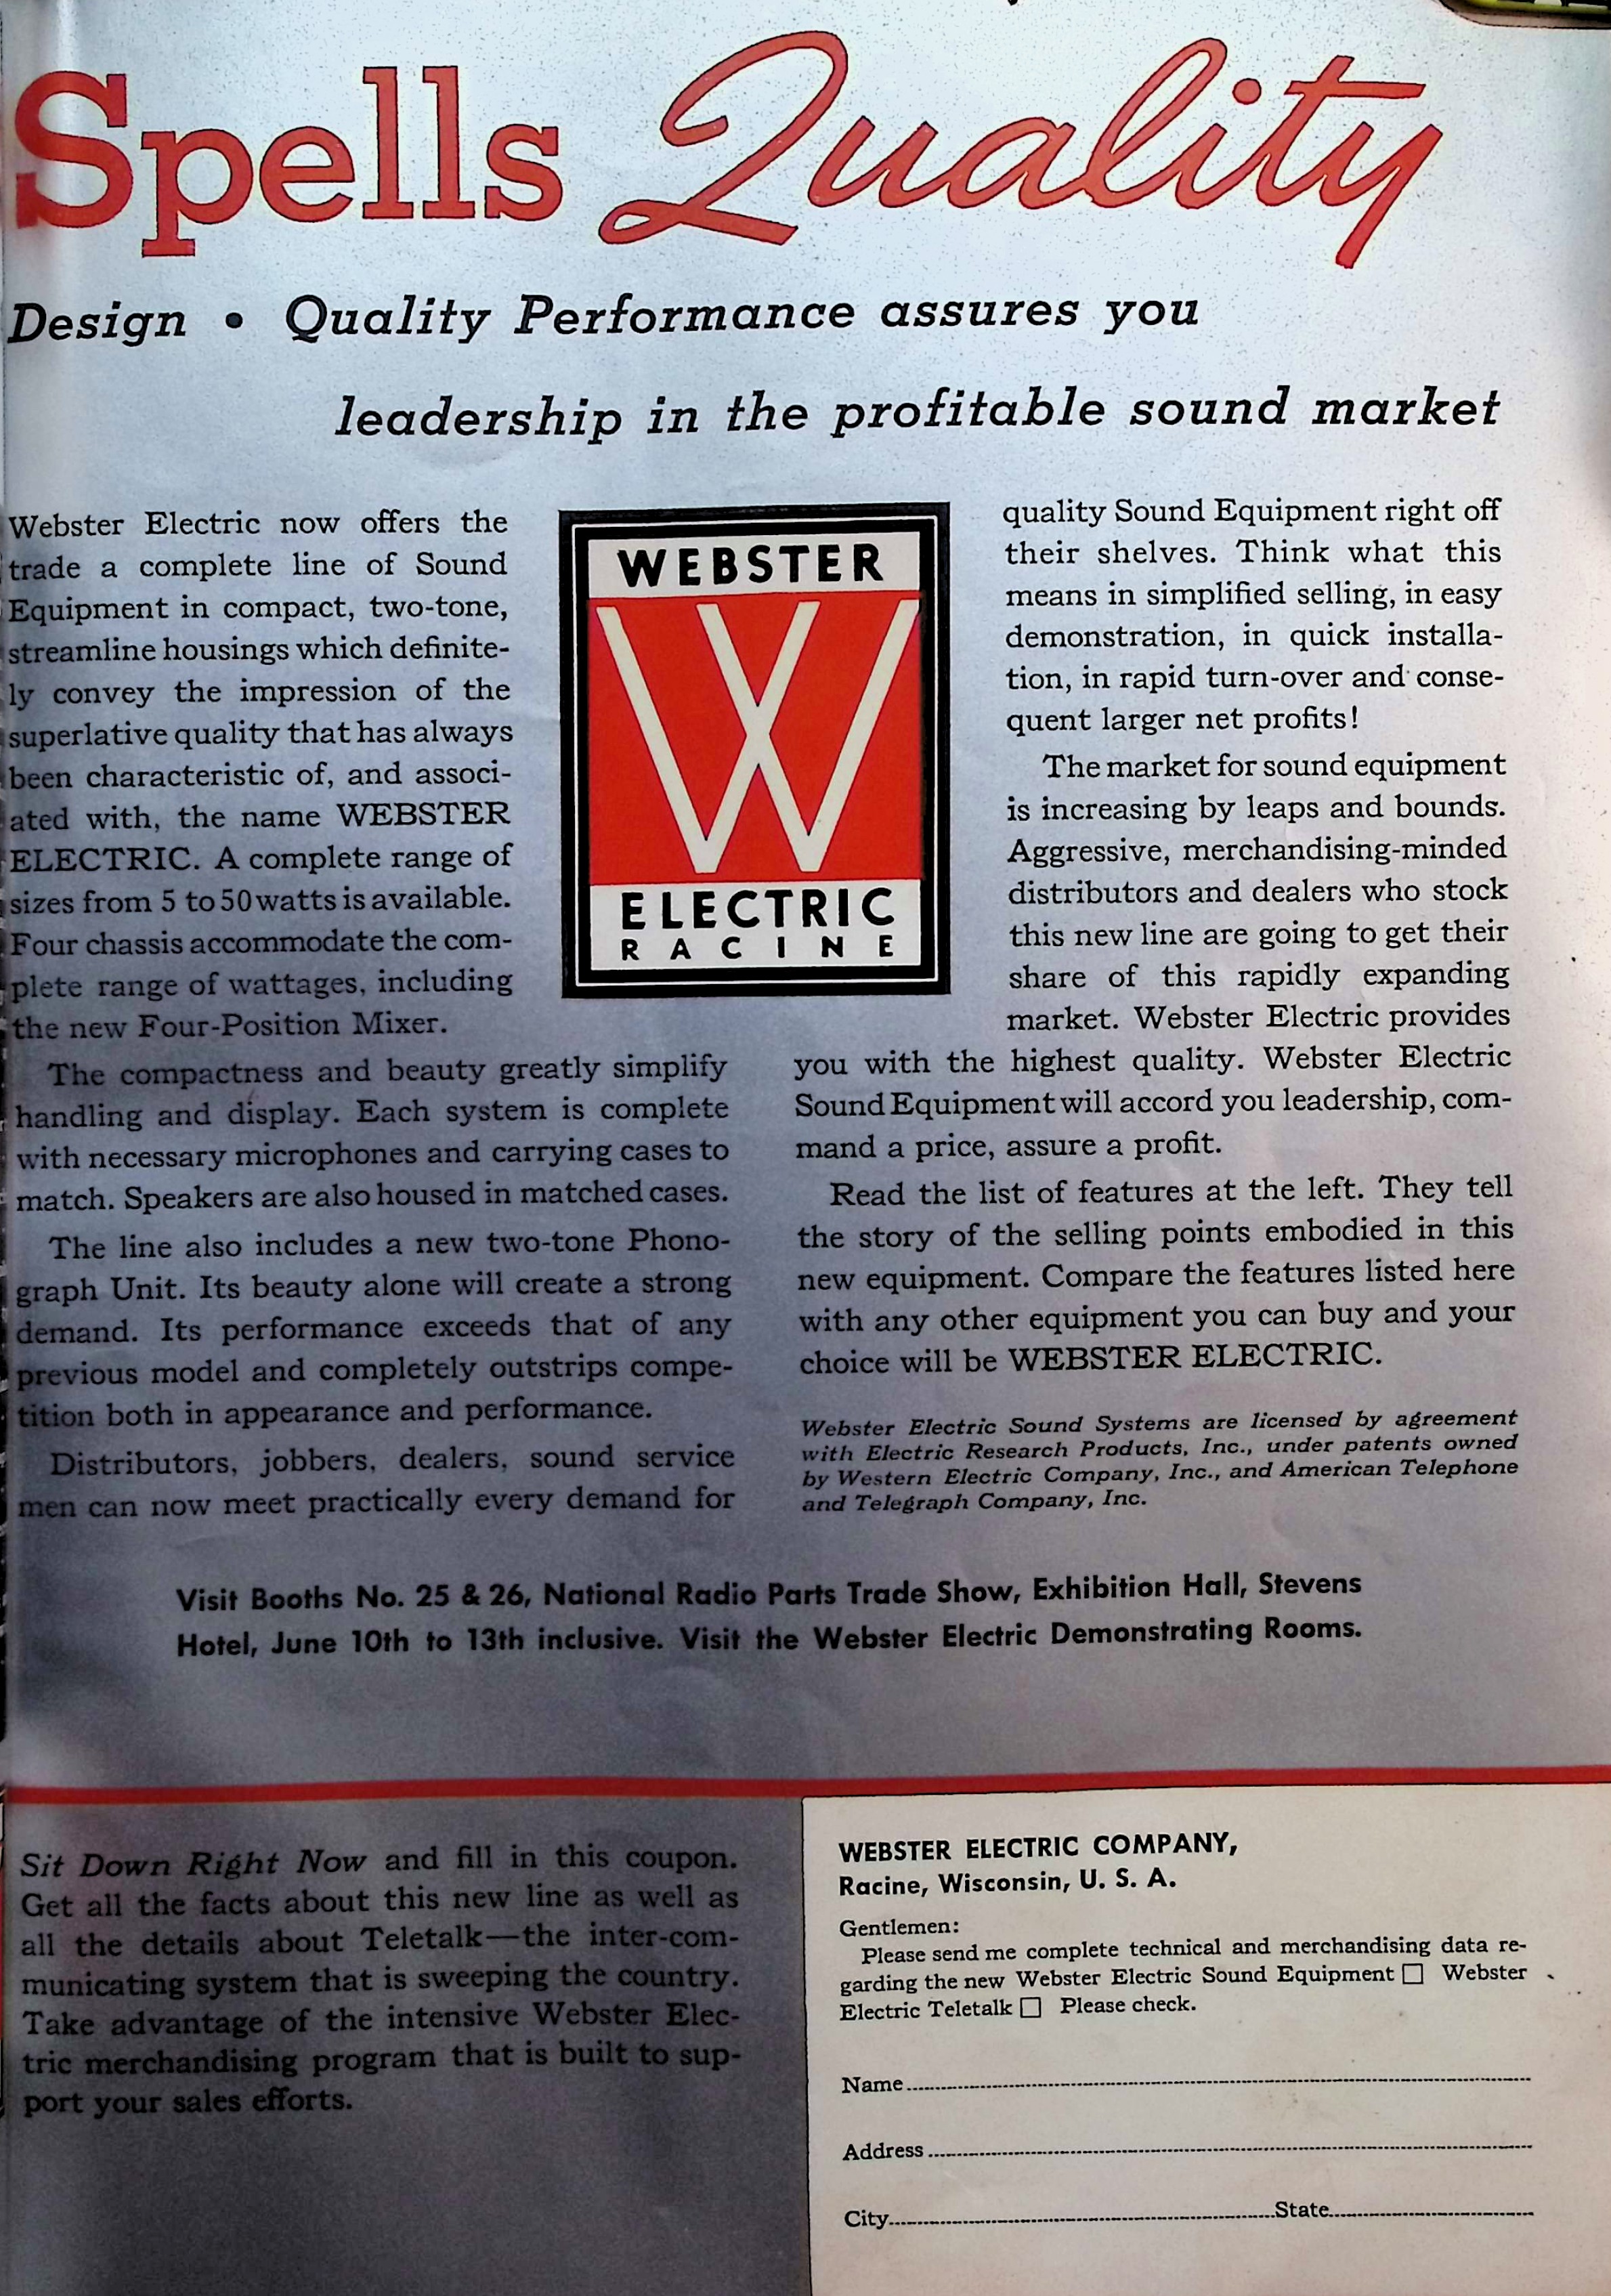 Spells Quality
Design • Quality Performance assures you
leadership in the profitable sound market
Webster Electric now offers the
trade a complete line of Sound
Equipment in compact, two-tone,
streamline housings which definite-
ly convey the impression of the
superlative quality that has always
been characteristic of, and associ-
ated with, the name WEBSTER
ELECTRIC. A complete range of
sizes from 5 to 50 watts is available.
Four chassis accommodate the com-
plete range of wattages, including
the new Four-Position Mixer.
The compactness and beauty greatly simplify
handling and display. Each system is complete
with necessary microphones and carrying cases to
match. Speakers are also housed in matched cases.
The line also includes a new two-tone Phono-
graph Unit. Its beauty alone will create a strong
demand. Its performance exceeds that of any
previous model and completely outstrips compe-
tition both in appearance and performance.
Distributors, jobbers, dealers, sound service
men can now meet practically every demand for
WEBSTER
W
ELECTRIC
RACINE
quality Sound Equipment right off
their shelves. Think what this
means in simplified selling, in easy
demonstration, in quick installa-
tion, in rapid turn-over and conse-
quent larger net profits!
The market for sound equipment
is increasing by leaps and bounds.
Aggressive, merchandising-minded
distributors and dealers who stock
this new line are going to get their
share of this rapidly expanding
market. Webster Electric provides
you with the highest quality. Webster Electric
Sound Equipment will accord you leadership, com-
mand a price, assure a profit.
Read the list of features at the left. They tell
the story of the selling points embodied in this
new equipment. Compare the features listed here
with any other equipment you can buy and your
choice will be WEBSTER ELECTRIC.
Webster Electric Sound Systems are licensed by agreement
with Electric Research Products, Inc., under patents owned
by Western Electric Company, Inc., and American Telephone
and Telegraph Company, Inc.
Visit Booths No. 25 & 26, National Radio Parts Trade Show, Exhibition Hall, Stevens
Hotel, June 10th to 13th inclusive. Visit the Webster Electric Demonstrating Rooms.
Sit Down Right Now and fill in this coupon.
Get all the facts about this new line as well as
all the details about Teletalk—the inter-com-
municating system that is sweeping the country.
Take advantage of the intensive Webster Elec-
tric merchandising program that is built to sup-
port your sales efforts.
WEBSTER ELECTRIC COMPANY,
Racine, Wisconsin, U. S. A.
Gentlemen:
Please send me complete technical and merchandising data re-
garding the new Webster Electric Sound Equipment □ Webster
Electric Teletalk □ Please check.
Name
Address
City State